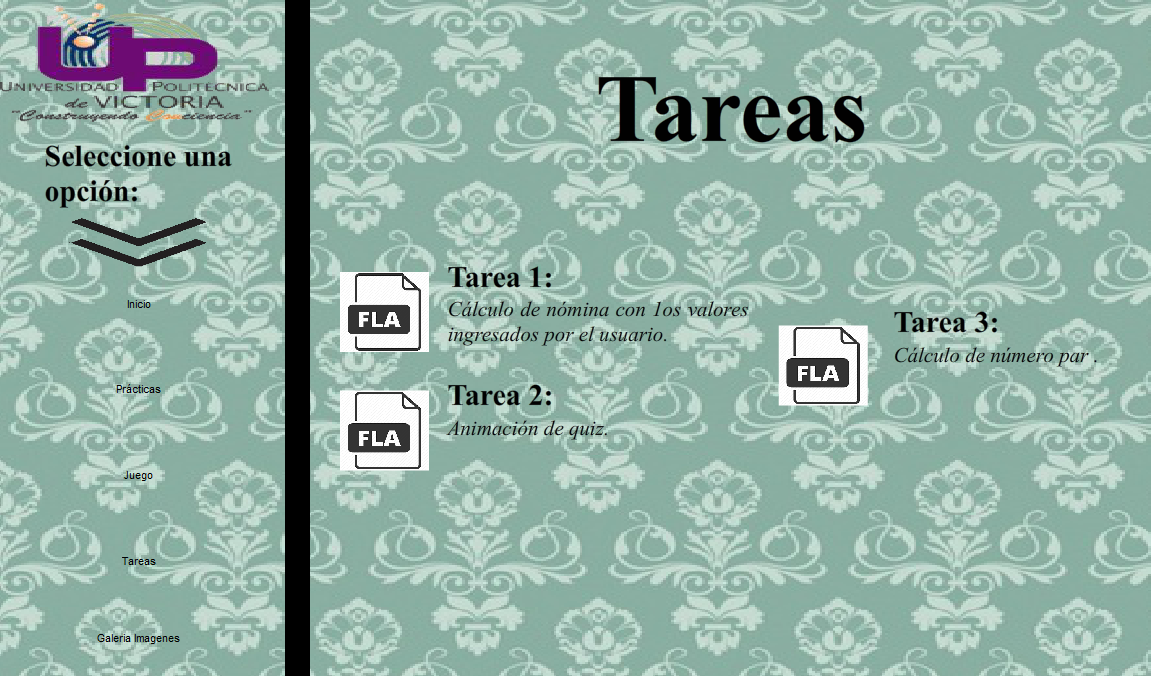 UP
UNIVERSIDAD POLITECNICA
de VICTORIA
"Construyendo Conciencia"
Seleccione una
opción:
Inicio
Prácticas
Juego
Tareas
Galeria Imagenes
Tareas
FLA
Tarea 1:
Cálculo de nómina con 1os valores
ingresados por el usuario.
FLA
Tarea 2:
Animación de quiz.
FLA
Tarea 3:
Cálculo de número par .